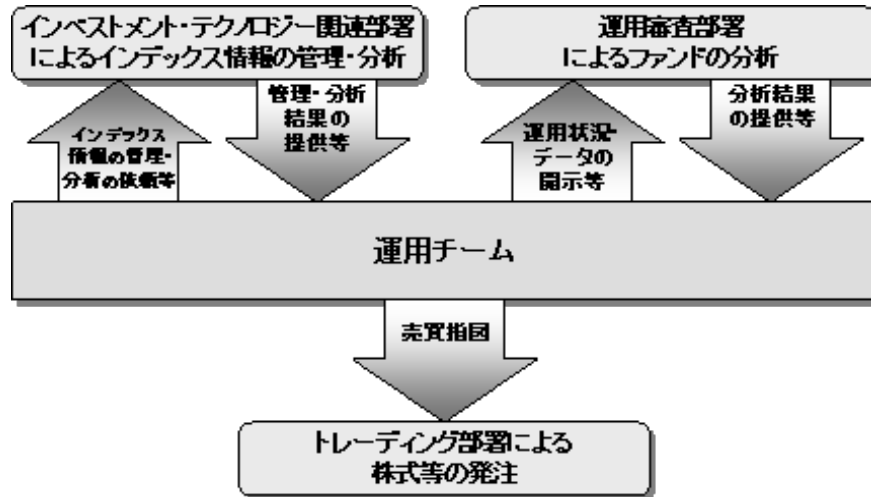 インベストメント・テクノロジー関連部署
によるインデックス情報の管理・分析
運用審査部署
によるファンドの分析
インデックス
情報の管理・
分析の依頼等
管理・分析
結果の
提供等
運用状況・
データの
開示等
分析結果
の提供等
運用チーム
売買指図
トレーディング部署による
株式等の発注